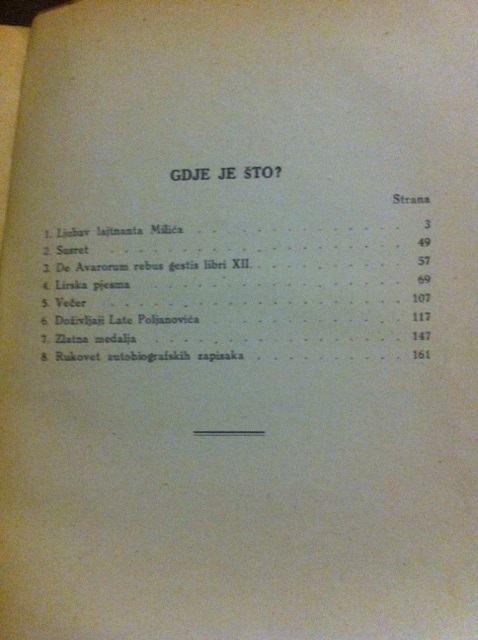 GDJE JE ŠTO?
Strana
1. Ljubav lajtnanta Milića . . . . . . . . . . . . 3
2. Susret . . . . . . . . . . . . . . . . 49
3. De Avarorum rebus gestis libri XII. . . . . . . . . . 57
4. Lirska pjesma . . . . . . . . . . . . . . 69
5. Večer . . . . . . . . . . . . . . . . 107
6. Doživljaji Late Poljanovića . . . . . . . . . . . 117
7. Zlatna medalja . . . . . . . . . . . . . . 147
8. Rukovet autobiografskih zapisaka . . . . . . . . . 161